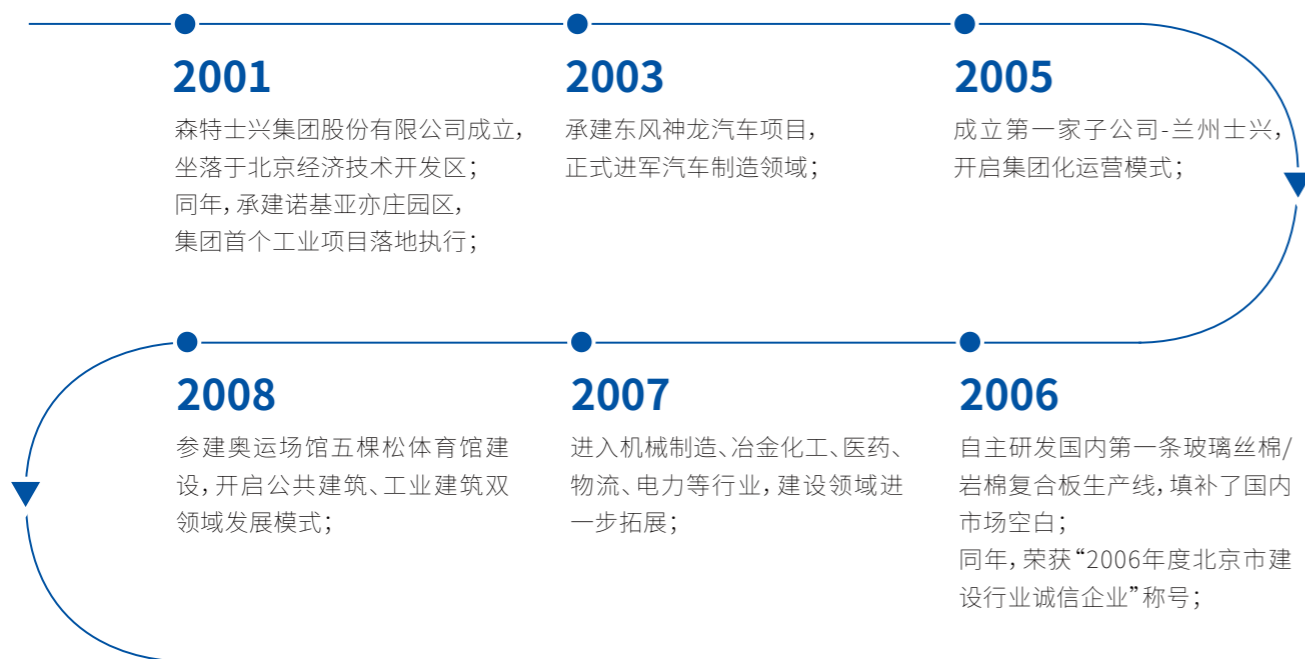 2001
森特士兴集团股份有限公司成立，
坐落于北京经济技术开发区；
同年，承建诺基亚亦庄园区，
集团首个工业项目落地执行；
2003
承建东风神龙汽车项目，
正式进军汽车制造领域；
2005
成立第一家子公司-兰州士兴，
开启集团化运营模式；
2006
自主研发国内第一条玻璃丝棉/
岩棉复合板生产线，填补了国内
市场空白；
同年，荣获“2006年度北京市建
设行业诚信企业”称号；
2007
进入机械制造、冶金化工、医药、
物流、电力等行业，建设领域进
一步拓展；
2008
参建奥运场馆五棵松体育馆建
设，开启公共建筑、工业建筑双
领域发展模式；